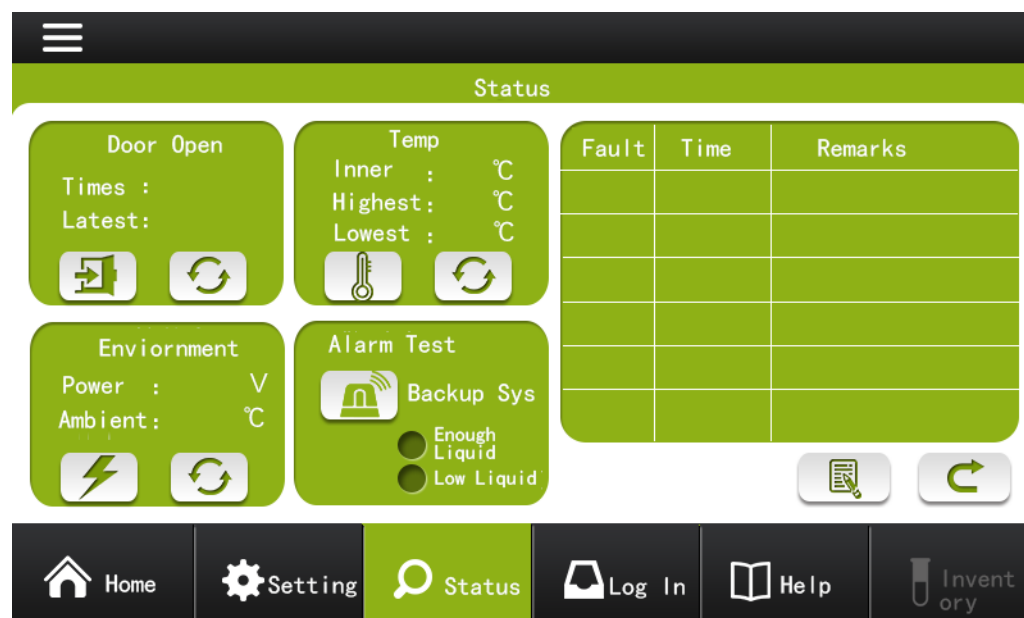 Status
Door Open
Times :
Latest:
Temp
Inner : ℃
Highest: ℃
Lowest : ℃
Fault Time Remarks
Enviornment
Power : V
Ambient: ℃
Alarm Test
Backup Sys
Enough
Liquid
Low Liquid
Home
Setting
Status
Log In
Help
Invent
ory